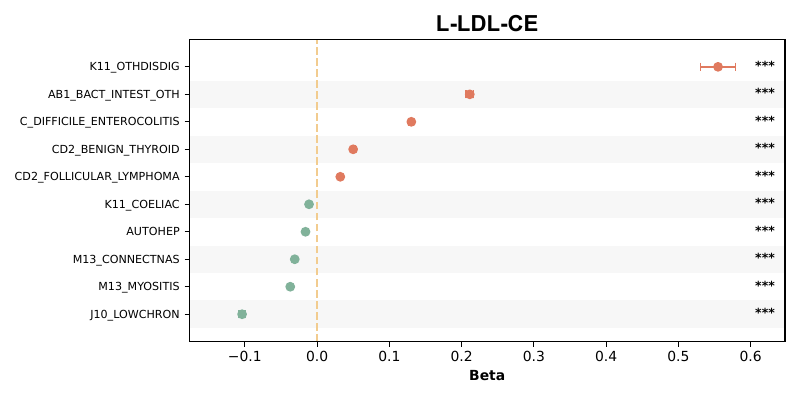 L-LDL-CE
K11_OTHDISDIG ***
AB1_BACT_INTEST_OTH ***
C_DIFFICILE_ENTEROCOLITIS ***
CD2_BENIGN_THYROID ***
CD2_FOLLICULAR_LYMPHOMA ***
K11_COELIAC ***
AUTOHEP ***
M13_CONNECTNAS ***
M13_MYOSITIS ***
J10_LOWCHRON ***
−0.1 0.0 0.1 0.2 0.3 0.4 0.5 0.6
Beta